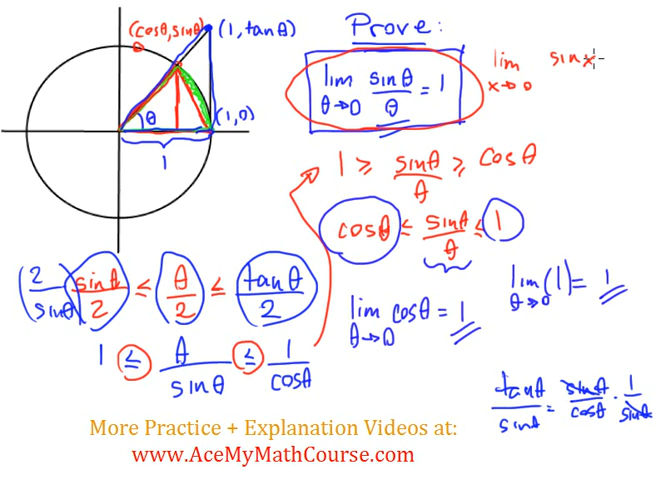 (cosθ, sinθ)
(1, tanθ)
θ
(1,0)
1
Prove:
lim θ→0 sinθ/θ = 1
lim x→0 sin x
1 ≥ sinθ/θ ≥ cosθ
cosθ ≤ sinθ/θ ≤ 1
(2/sinθ) sinθ/2 ≤ θ/2 ≤ tanθ/2
1 ≤ θ/sinθ ≤ 1/cosθ
lim θ→0 cosθ = 1
lim θ→0 (1) = 1
tanθ/sinθ = sinθ/cosθ · 1/sinθ
More Practice + Explanation Videos at:
www.AceMyMathCourse.com